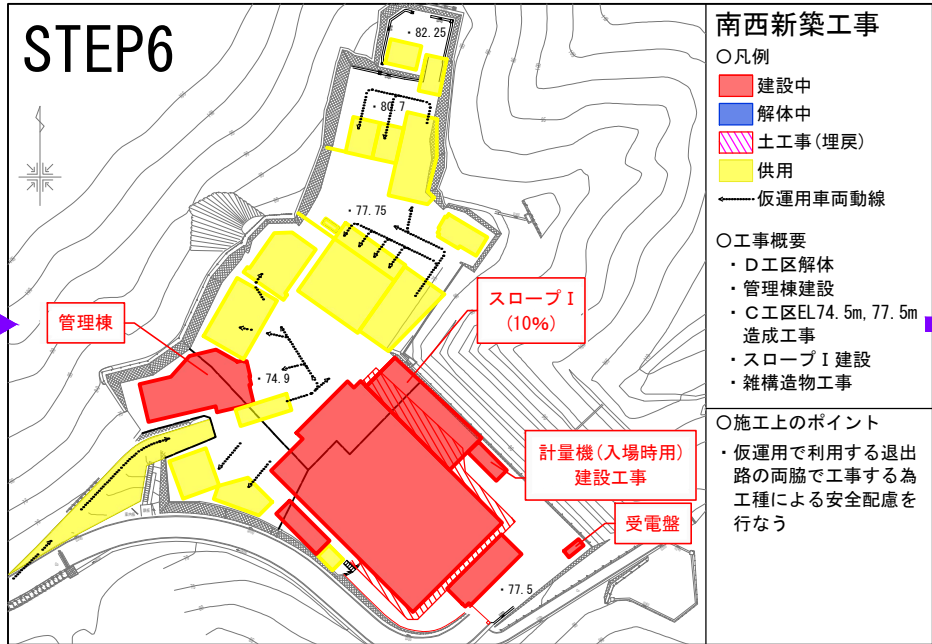 STEP6
・82.25
・80.7
・77.75
管理棟
スロープⅠ
(10%)
・74.9
計量機(入場時用)
建設工事
受電盤
・77.5
南西新築工事
○凡例
建設中
解体中
土工事(埋戻)
供用
仮運用車両動線
○工事概要
・D工区解体
・管理棟建設
・C工区EL74.5m,77.5m
造成工事
・スロープⅠ建設
・雑構造物工事
○施工上のポイント
・仮運用で利用する退出
路の両脇で工事する為
工種による安全配慮を
行なう